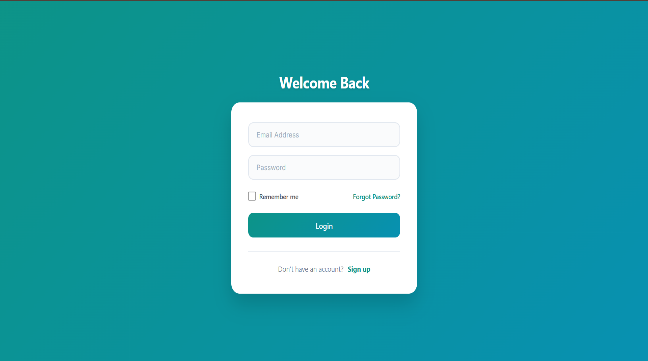 Welcome Back
Email Address
Password
Remember me
Forgot Password?
Login
Don't have an account? Sign up